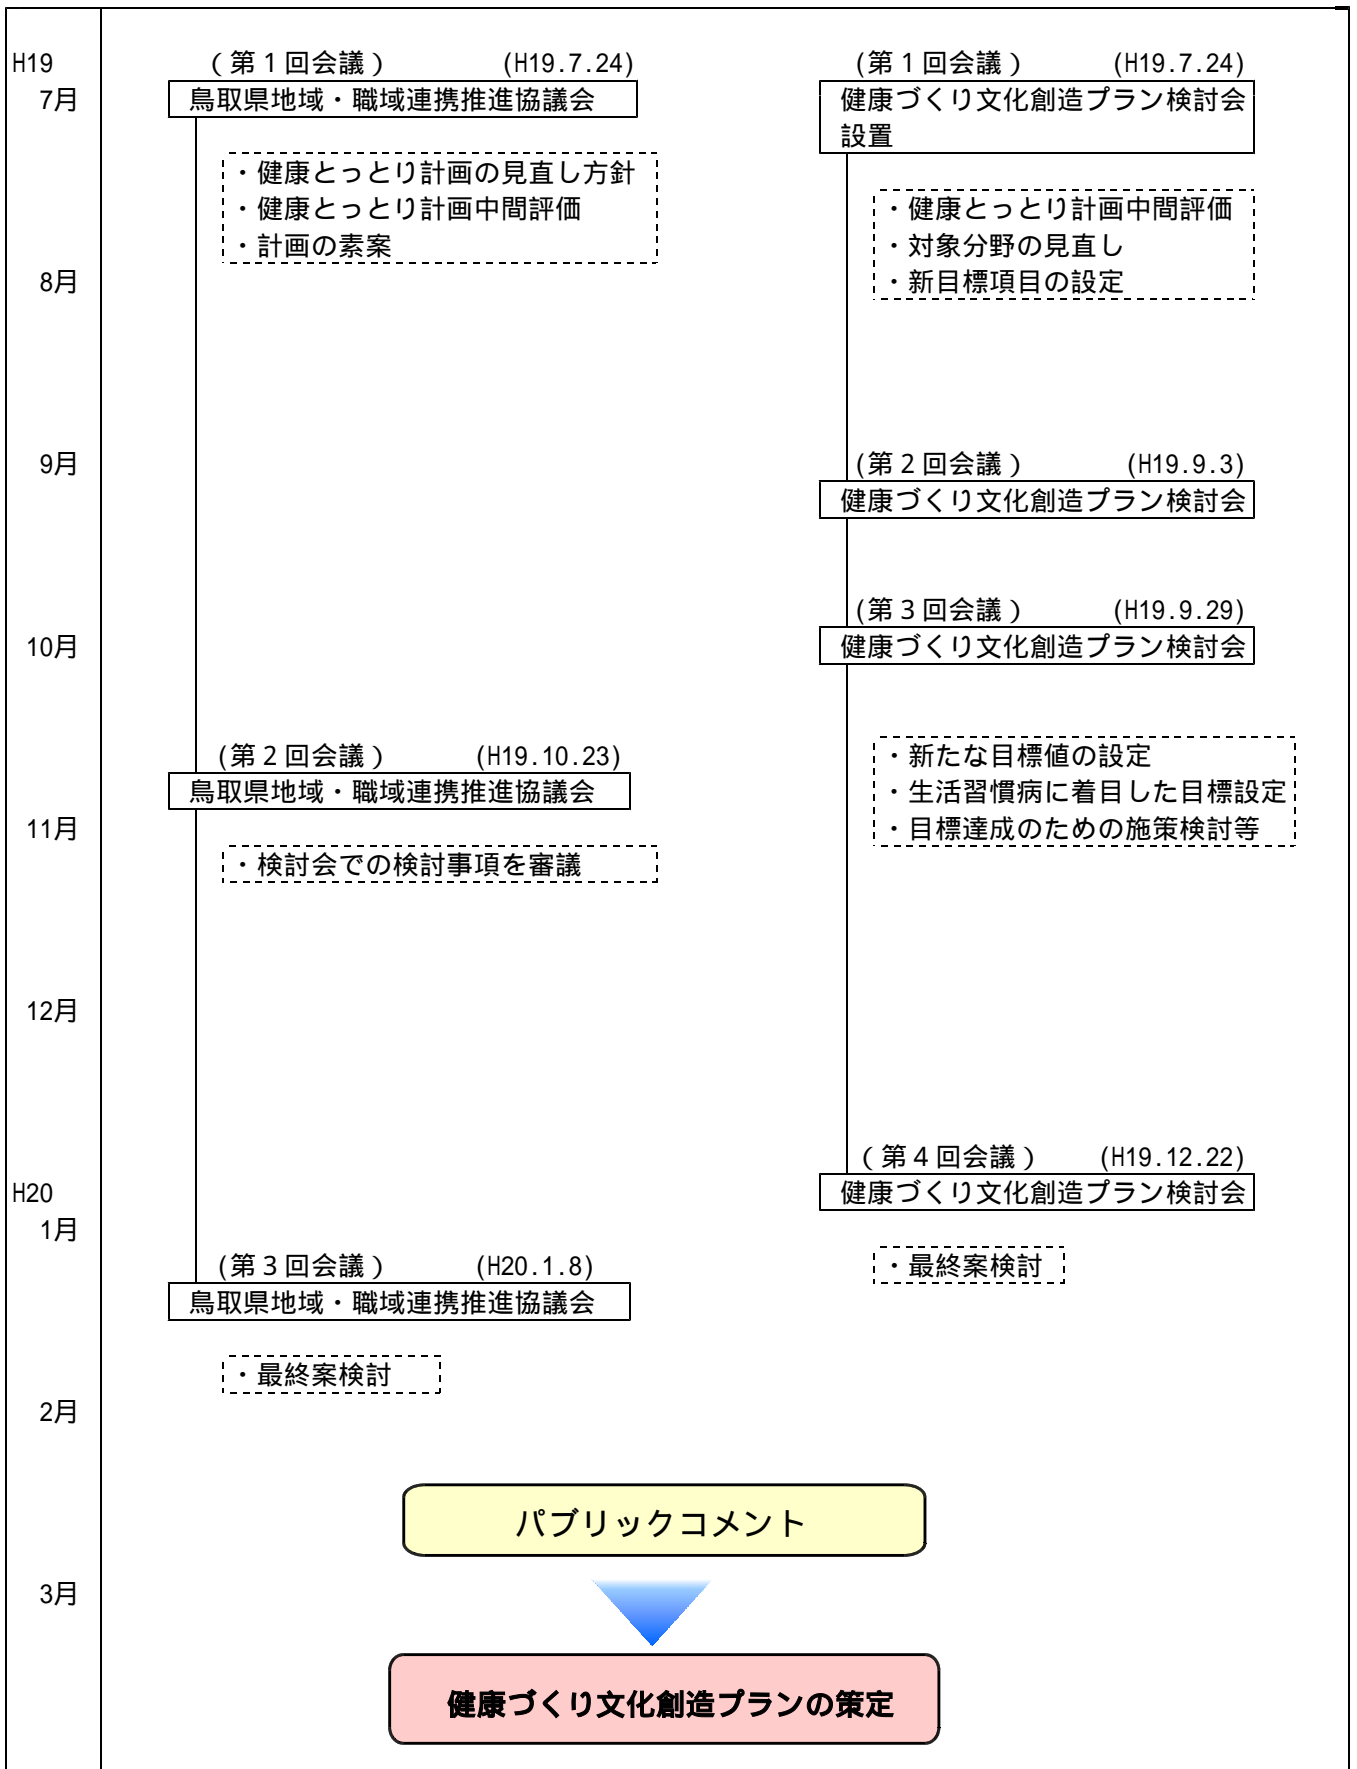 H19
7月
(第1回会議) (H19.7.24)
鳥取県地域・職域連携推進協議会
(第1回会議) (H19.7.24)
健康づくり文化創造プラン検討会
設置
・健康とっとり計画の見直し方針
・健康とっとり計画中間評価
・計画の素案
・健康とっとり計画中間評価
・対象分野の見直し
・新目標項目の設定
8月
9月
(第2回会議) (H19.9.3)
健康づくり文化創造プラン検討会
(第3回会議) (H19.9.29)
10月
健康づくり文化創造プラン検討会
(第2回会議) (H19.10.23)
鳥取県地域・職域連携推進協議会
・新たな目標値の設定
・生活習慣病に着目した目標設定
・目標達成のための施策検討等
11月
・検討会での検討事項を審議
12月
(第4回会議) (H19.12.22)
健康づくり文化創造プラン検討会
H20
1月
・最終案検討
(第3回会議) (H20.1.8)
鳥取県地域・職域連携推進協議会
・最終案検討
2月
パブリックコメント
3月
健康づくり文化創造プランの策定